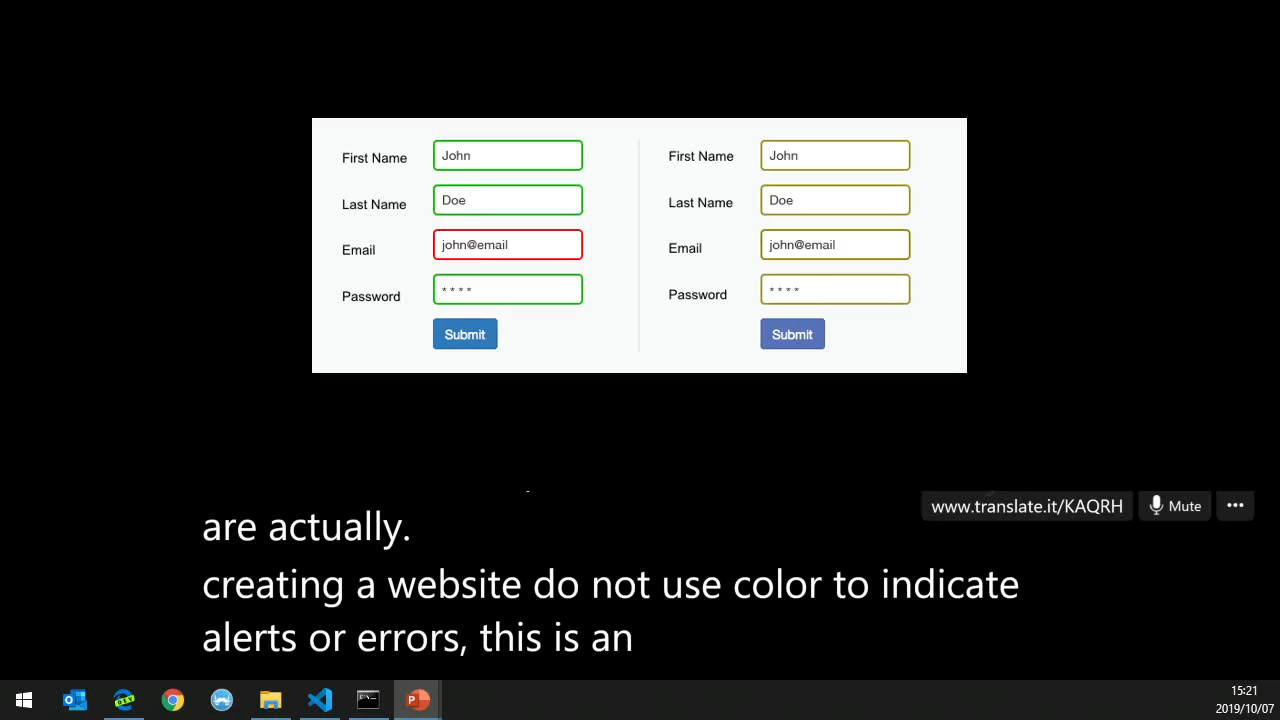 First Name John
Last Name Doe
Email john@email
Password ****
Submit
First Name John
Last Name Doe
Email john@email
Password ****
Submit
www.translate.it/KAQRH Mute
are actually.
creating a website do not use color to indicate
alerts or errors, this is an
15:21
2019/10/07